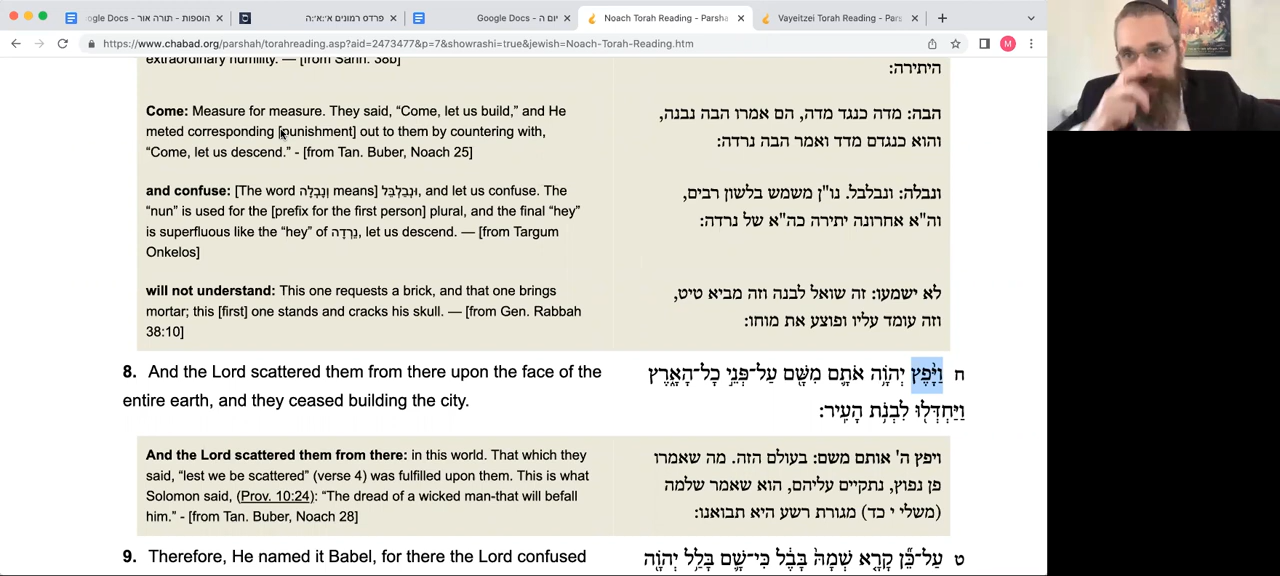 gle Docs - הוספות - תורה אור
פרדס רמונים א׳:א׳:ה
Google Docs - יום ה
Noach Torah Reading - Parsha
Vayeitzei Torah Reading - Pars
https://www.chabad.org/parshah/torahreading.asp?aid=2473477&p=7&showrashi=true&jewish=Noach-Torah-Reading.htm
M
extraordinary humility. — [from Sanh. 38b]
היתירה:
Come: Measure for measure. They said, “Come, let us build,” and He
meted corresponding [punishment] out to them by countering with,
“Come, let us descend.” - [from Tan. Buber, Noach 25]
הבה: מדה כנגד מדה, הם אמרו הבה נבנה,
והוא כנגדם מדד ואמר הבה נרדה:
and confuse: [The word וְנָבְלָה means] וּנְבַלְבֵּל, and let us confuse. The
“nun” is used for the [prefix for the first person] plural, and the final “hey”
is superfluous like the “hey” of נֵרְדָה, let us descend. — [from Targum
Onkelos]
ונבלה: ונבלבל. נו"ן משמש בלשון רבים,
וה"א אחרונה יתירה כה"א של נרדה:
will not understand: This one requests a brick, and that one brings
mortar; this [first] one stands and cracks his skull. — [from Gen. Rabbah
38:10]
לא ישמעו: זה שואל לבנה וזה מביא טיט,
וזה עומד עליו ופוצע את מוחו:
8. And the Lord scattered them from there upon the face of the
entire earth, and they ceased building the city.
ח וַיָּ֨פֶץ יְהֹוָ֥ה אֹתָ֛ם מִשָּׁ֖ם עַל־פְּנֵ֣י כָל־הָאָ֑רֶץ
וַיַּחְדְּל֖וּ לִבְנֹ֥ת הָעִֽיר:
And the Lord scattered them from there: in this world. That which they
said, “lest we be scattered” (verse 4) was fulfilled upon them. This is what
Solomon said, (Prov. 10:24): “The dread of a wicked man-that will befall
him.” - [from Tan. Buber, Noach 28]
ויפץ ה' אותם משם: בעולם הזה. מה שאמרו
פן נפוץ, נתקיים עליהם, הוא שאמר שלמה
(משלי י כד) מגורת רשע היא תבואנו:
9. Therefore, He named it Babel, for there the Lord confused
ט עַל־כֵּ֞ן קָרָ֤א שְׁמָהּ֙ בָּבֶ֔ל כִּי־שָׁ֛ם בָּלַ֥ל יְהֹוָ֖ה